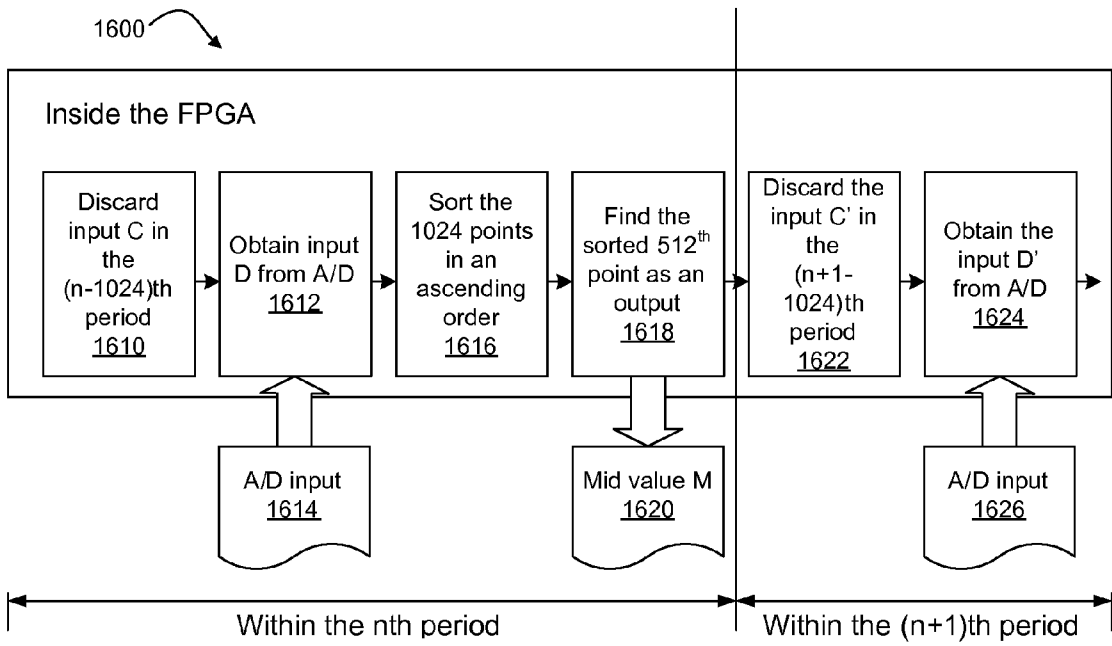 1600
Inside the FPGA
Discard
input C in
the
(n-1024)th
period
1610
Obtain input
D from A/D
1612
Sort the
1024 points
in an
ascending
order
1616
Find the
sorted 512th
point as an
output
1618
Discard the
input C' in
the
(n+1-
1024)th
period
1622
Obtain the
input D'
from A/D
1624
A/D input
1614
Mid value M
1620
A/D input
1626
Within the nth period
Within the (n+1)th period